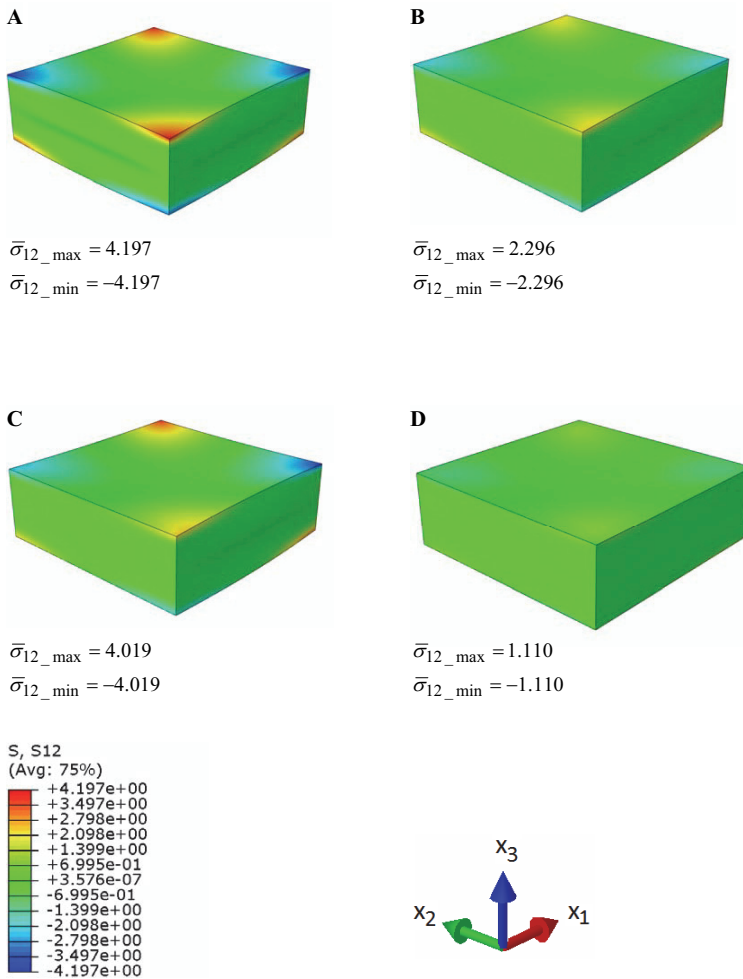 A
B
σ̅12_max = 4.197
σ̅12_min = −4.197
σ̅12_max = 2.296
σ̅12_min = −2.296
C
D
σ̅12_max = 4.019
σ̅12_min = −4.019
σ̅12_max = 1.110
σ̅12_min = −1.110
S, S12
(Avg: 75%)
+4.197e+00
+3.497e+00
+2.798e+00
+2.098e+00
+1.399e+00
+6.995e-01
+3.576e-07
-6.995e-01
-1.399e+00
-2.098e+00
-2.798e+00
-3.497e+00
-4.197e+00
x3
x2
x1